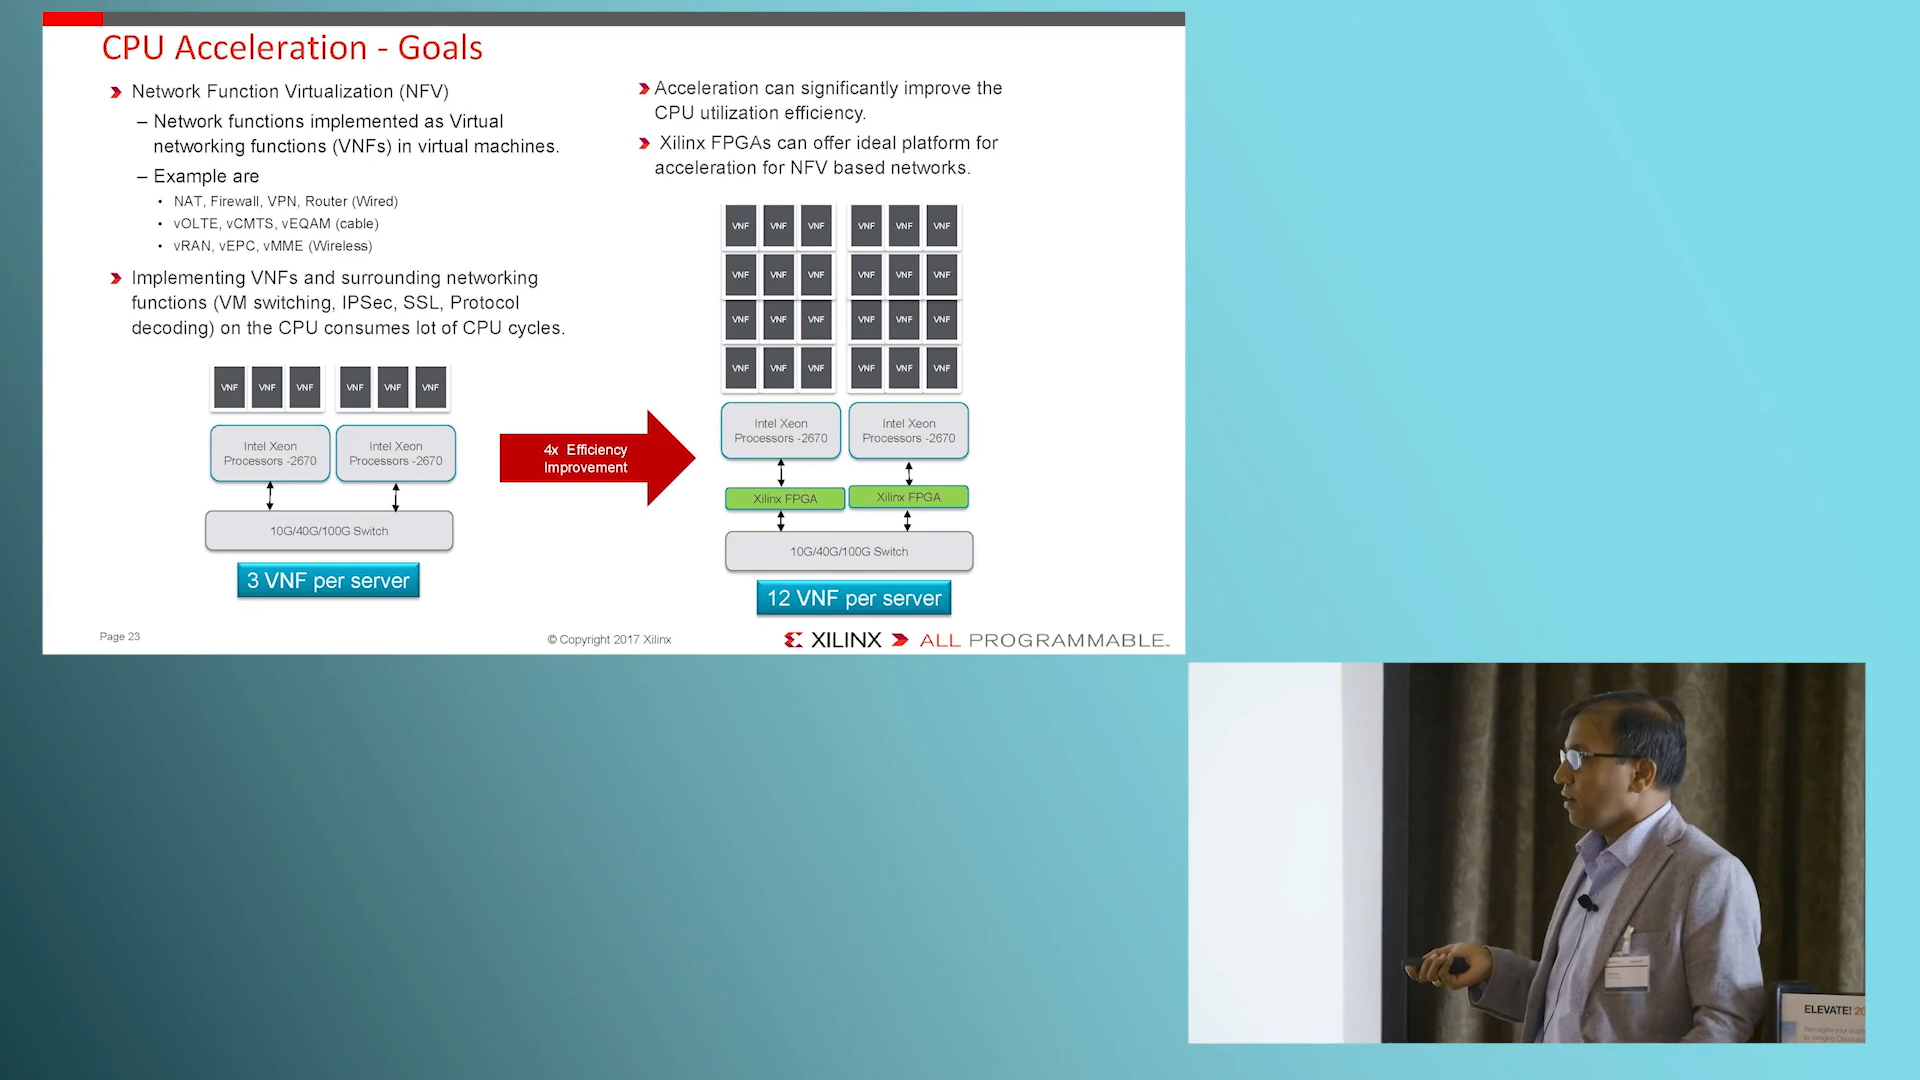 CPU Acceleration - Goals
Network Function Virtualization (NFV)
– Network functions implemented as Virtual
networking functions (VNFs) in virtual machines.
– Example are
• NAT, Firewall, VPN, Router (Wired)
• vOLTE, vCMTS, vEQAM (cable)
• vRAN, vEPC, vMME (Wireless)
Implementing VNFs and surrounding networking
functions (VM switching, IPSec, SSL, Protocol
decoding) on the CPU consumes lot of CPU cycles.
VNF VNF VNF VNF VNF VNF
Intel Xeon
Processors -2670
Intel Xeon
Processors -2670
10G/40G/100G Switch
3 VNF per server
4x Efficiency
Improvement
Acceleration can significantly improve the
CPU utilization efficiency.
Xilinx FPGAs can offer ideal platform for
acceleration for NFV based networks.
VNF VNF VNF VNF VNF VNF
VNF VNF VNF VNF VNF VNF
VNF VNF VNF VNF VNF VNF
VNF VNF VNF VNF VNF VNF
Intel Xeon
Processors -2670
Intel Xeon
Processors -2670
Xilinx FPGA
Xilinx FPGA
10G/40G/100G Switch
12 VNF per server
Page 23
© Copyright 2017 Xilinx
XILINX ALL PROGRAMMABLE™
ELEVATE! 20